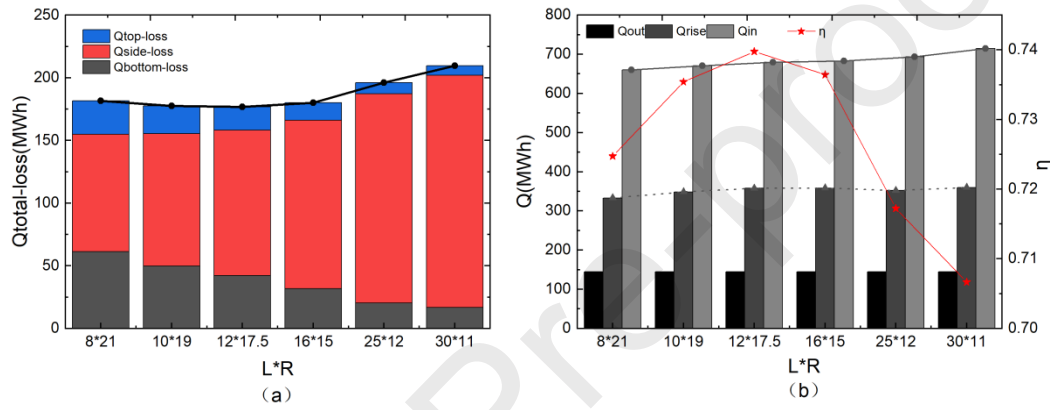 Qtop-loss
Qside-loss
Qbottom-loss
Qtotal-loss(MWh)
250
200
150
100
50
0
8*21 10*19 12*17.5 16*15 25*12 30*11
L*R
（a）
Qout Qrise Qin η
Q(MWh)
800
700
600
500
400
300
200
100
0
0.74
0.73
0.72
0.71
0.70
η
8*21 10*19 12*17.5 16*15 25*12 30*11
L*R
（b）
Pre-proo